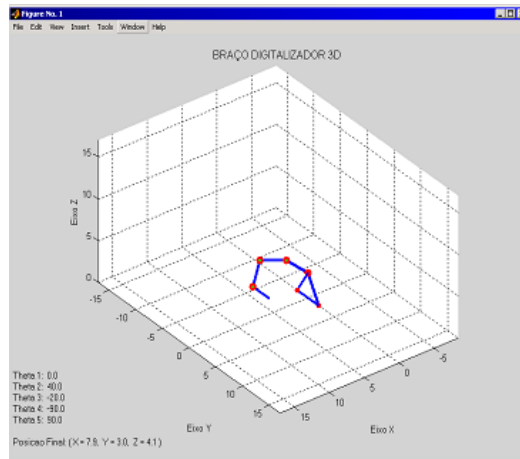 Figure No. 1
File Edit View Insert Tools Window Help
BRAÇO DIGITALIZADOR 3D
15
10
5
0
Eixo Z
-15
-10
-5
0
5
10
15
Eixo Y
15
10
5
0
-5
Eixo X
Theta 1: 0.0
Theta 2: 40.0
Theta 3: -20.0
Theta 4: -90.0
Theta 5: 90.0
Posicao Final: ( X = 7.9, Y = 3.0, Z = 4.1 )